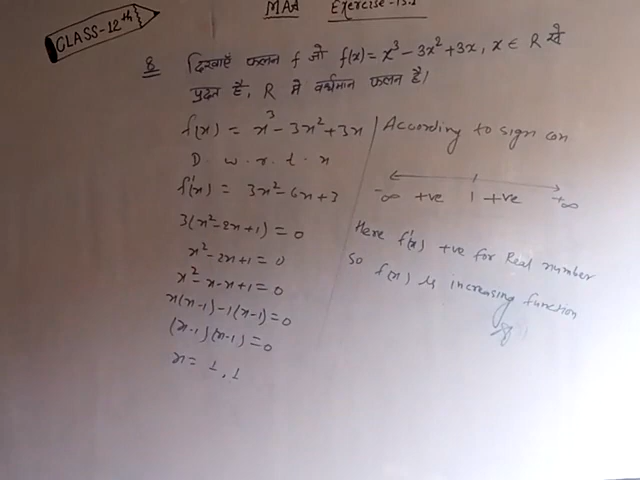 CLASS-12th
Math Exercise-13.1
8 दिखाएँ फलन f जो f(x) = x³ - 3x² + 3x, x ∈ R से
प्रदत्त है, R में वर्धमान फलन है।
f(x) = x³ - 3x² + 3x
D. w. r. t. x
f'(x) = 3x² - 6x + 3
3(x² - 2x + 1) = 0
x² - 2x + 1 = 0
x² - x - x + 1 = 0
x(x-1) - 1(x-1) = 0
(x-1)(x-1) = 0
x = 1, 1
According to sign con
-∞ +ve 1 +ve +∞
Here f'(x) +ve for Real number
So f(x) is increasing function